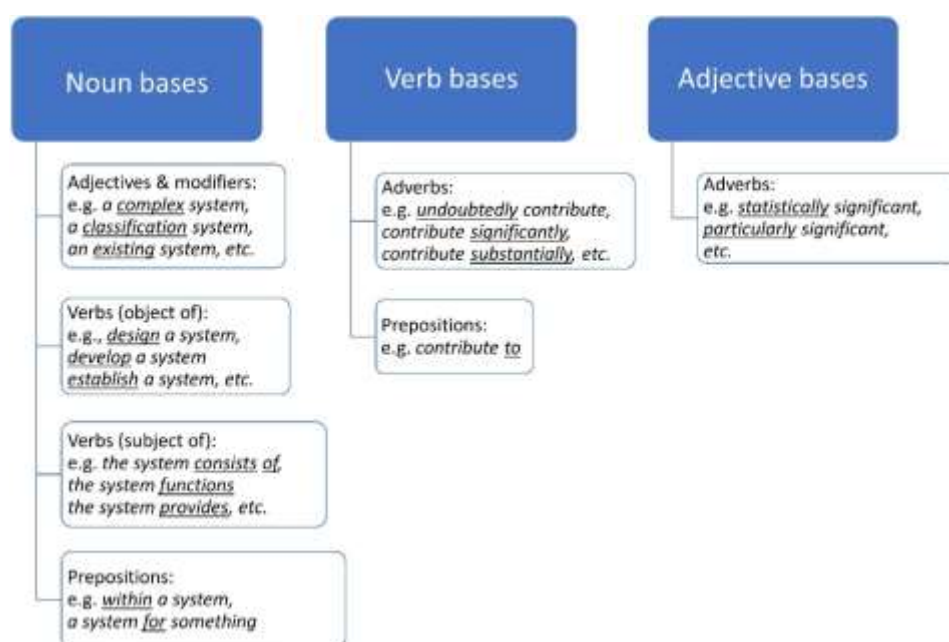 Noun bases
Adjectives & modifiers:
e.g. a complex system,
a classification system,
an existing system, etc.
Verbs (object of):
e.g., design a system,
develop a system
establish a system, etc.
Verbs (subject of):
e.g. the system consists of,
the system functions
the system provides, etc.
Prepositions:
e.g. within a system,
a system for something
Verb bases
Adverbs:
e.g. undoubtedly contribute,
contribute significantly,
contribute substantially, etc.
Prepositions:
e.g. contribute to
Adjective bases
Adverbs:
e.g. statistically significant,
particularly significant,
etc.